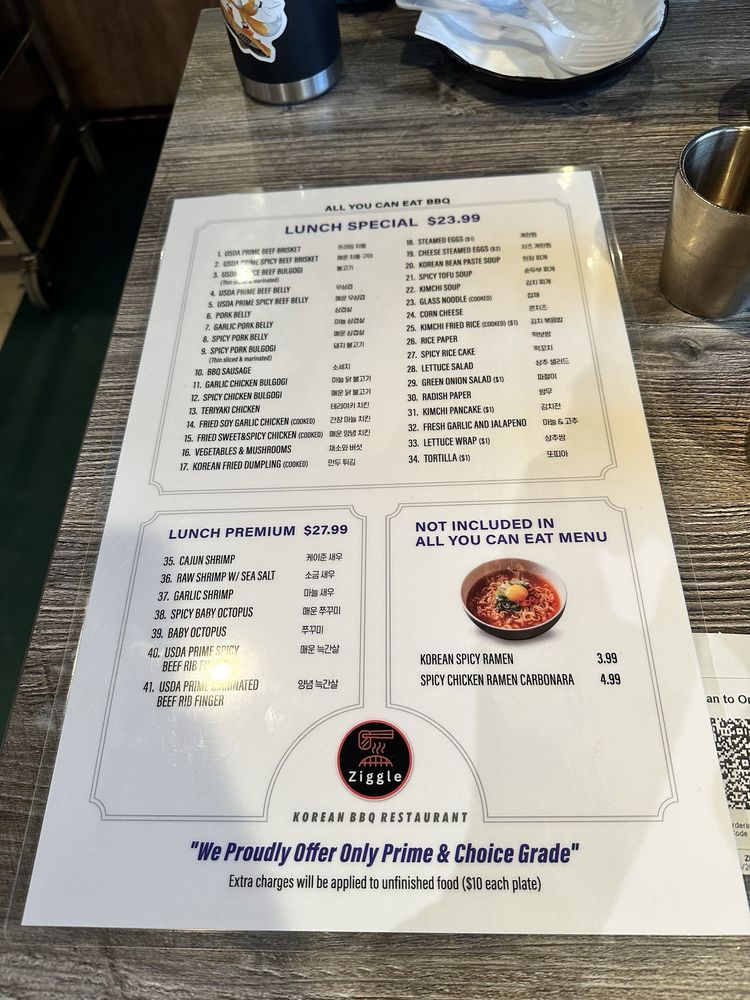 ALL YOU CAN EAT BBQ
LUNCH SPECIAL $23.99
1. USDA PRIME BEEF BRISKET 프라임 차돌
2. USDA PRIME SPICY BEEF BRISKET 매운 차돌 구이
3. USDA CHOICE BEEF BULGOGI 불고기
(Thin sliced & marinated)
4. USDA PRIME BEEF BELLY 우삼겹
5. USDA PRIME SPICY BEEF BELLY 매운 우삼겹
6. PORK BELLY 삼겹살
7. GARLIC PORK BELLY 마늘 삼겹살
8. SPICY PORK BELLY 매운 삼겹살
9. SPICY PORK BULGOGI 돼지 불고기
(Thin sliced & marinated)
10. BBQ SAUSAGE 소세지
11. GARLIC CHICKEN BULGOGI 마늘 닭 불고기
12. SPICY CHICKEN BULGOGI 매운 닭 불고기
13. TERIYAKI CHICKEN 테리야키 치킨
14. FRIED SOY GARLIC CHICKEN (COOKED) 간장 마늘 치킨
15. FRIED SWEET&SPICY CHICKEN (COOKED) 매운 양념 치킨
16. VEGETABLES & MUSHROOMS 채소와 버섯
17. KOREAN FRIED DUMPLING (COOKED) 만두 튀김
18. STEAMED EGGS ($1) 계란찜
19. CHEESE STEAMED EGGS ($2) 치즈 계란찜
20. KOREAN BEAN PASTE SOUP 된장 찌개
21. SPICY TOFU SOUP 순두부 찌개
22. KIMCHI SOUP 김치 찌개
23. GLASS NOODLE (COOKED) 잡채
24. CORN CHEESE 콘치즈
25. KIMCHI FRIED RICE (COOKED) ($1) 김치 볶음밥
26. RICE PAPER 떡보쌈
27. SPICY RICE CAKE 떡꼬치
28. LETTUCE SALAD 상추 샐러드
29. GREEN ONION SALAD ($1) 파절이
30. RADISH PAPER 쌈무
31. KIMCHI PANCAKE ($1) 김치전
32. FRESH GARLIC AND JALAPENO 마늘 & 고추
33. LETTUCE WRAP ($1) 상추쌈
34. TORTILLA ($1) 또띠아
LUNCH PREMIUM $27.99
35. CAJUN SHRIMP 케이준 새우
36. RAW SHRIMP W/ SEA SALT 소금 새우
37. GARLIC SHRIMP 마늘 새우
38. SPICY BABY OCTOPUS 매운 쭈꾸미
39. BABY OCTOPUS 쭈꾸미
40. USDA PRIME SPICY 매운 늑간살
BEEF RIB FINGER
41. USDA PRIME MARINATED 양념 늑간살
BEEF RIB FINGER
NOT INCLUDED IN
ALL YOU CAN EAT MENU
KOREAN SPICY RAMEN 3.99
SPICY CHICKEN RAMEN CARBONARA 4.99
Ziggle
KOREAN BBQ RESTAURANT
"We Proudly Offer Only Prime & Choice Grade"
Extra charges will be applied to unfinished food ($10 each plate)